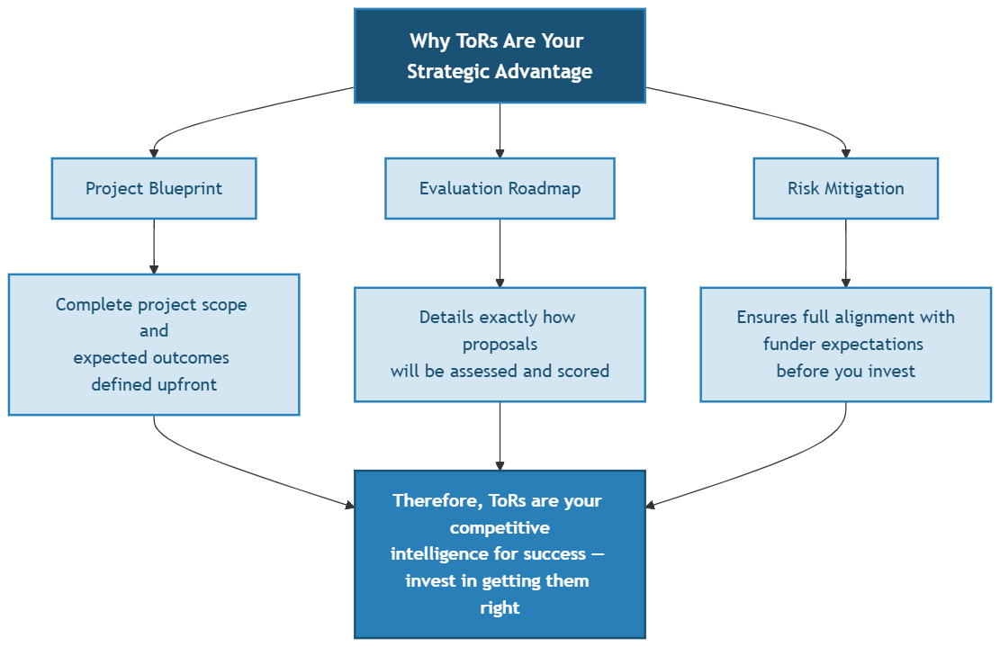 Why ToRs Are Your
Strategic Advantage
Project Blueprint
Evaluation Roadmap
Risk Mitigation
Complete project scope
and
expected outcomes
defined upfront
Details exactly how
proposals
will be assessed and scored
Ensures full alignment with
funder expectations
before you invest
Therefore, ToRs are your
competitive
intelligence for success —
invest in getting them
right